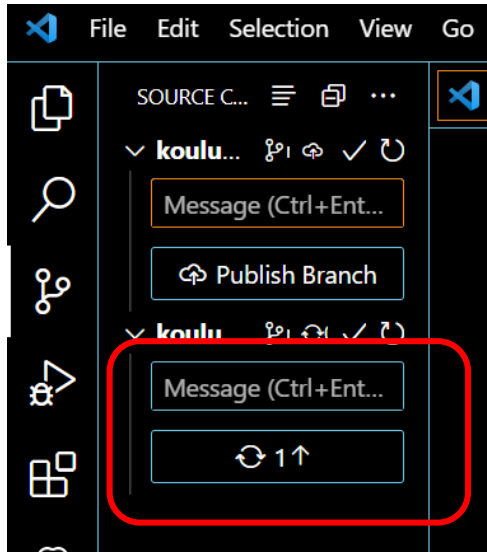 File Edit Selection View Go
SOURCE C...
koulu...
Message (Ctrl+Ent...
Publish Branch
koulu...
Message (Ctrl+Ent...
1↑